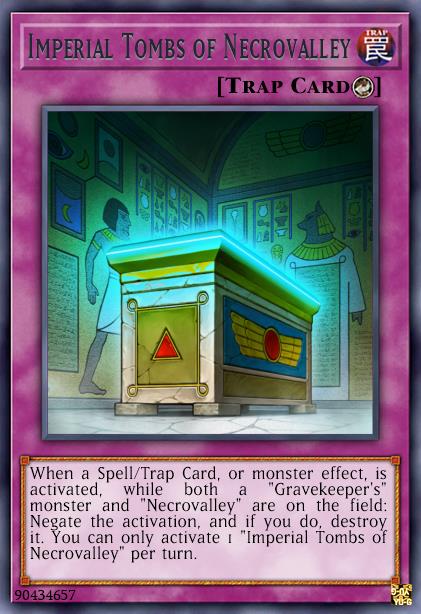 Imperial Tombs of Necrovalley
TRAP
罠
[Trap Card]
When a Spell/Trap Card, or monster effect, is
activated, while both a "Gravekeeper's"
monster and "Necrovalley" are on the field:
Negate the activation, and if you do, destroy
it. You can only activate 1 "Imperial Tombs of
Necrovalley" per turn.
90434657